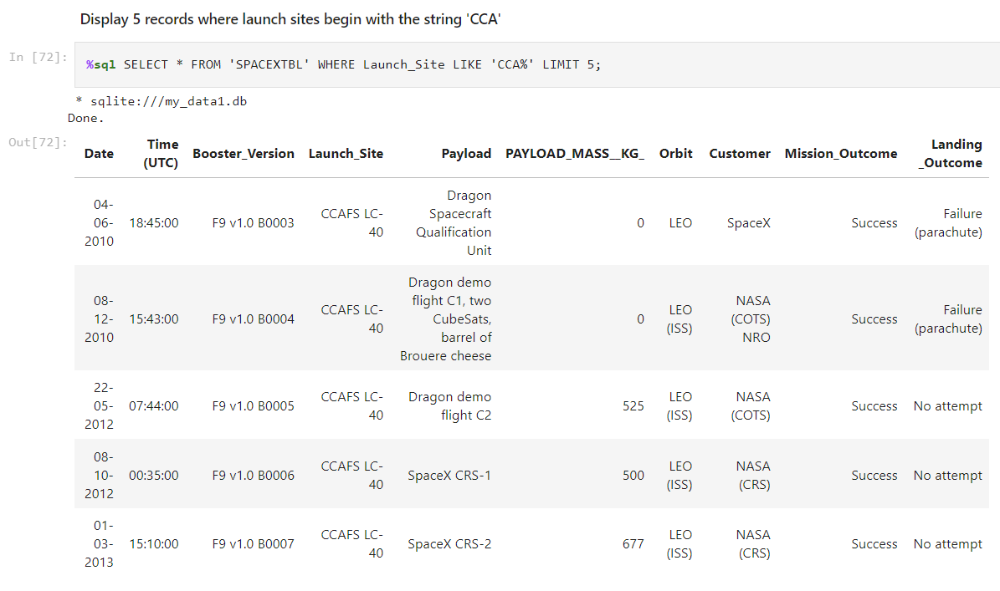 Display 5 records where launch sites begin with the string 'CCA'
In [72]: %sql SELECT * FROM 'SPACEXTBL' WHERE Launch_Site LIKE 'CCA%' LIMIT 5;
* sqlite:///my_data1.db
Done.
Out[72]:
Date Time (UTC) Booster_Version Launch_Site Payload PAYLOAD_MASS__KG_ Orbit Customer Mission_Outcome Landing _Outcome
04-06-2010 18:45:00 F9 v1.0 B0003 CCAFS LC-40 Dragon Spacecraft Qualification Unit 0 LEO SpaceX Success Failure (parachute)
08-12-2010 15:43:00 F9 v1.0 B0004 CCAFS LC-40 Dragon demo flight C1, two CubeSats, barrel of Brouere cheese 0 LEO (ISS) NASA (COTS) NRO Success Failure (parachute)
22-05-2012 07:44:00 F9 v1.0 B0005 CCAFS LC-40 Dragon demo flight C2 525 LEO (ISS) NASA (COTS) Success No attempt
08-10-2012 00:35:00 F9 v1.0 B0006 CCAFS LC-40 SpaceX CRS-1 500 LEO (ISS) NASA (CRS) Success No attempt
01-03-2013 15:10:00 F9 v1.0 B0007 CCAFS LC-40 SpaceX CRS-2 677 LEO (ISS) NASA (CRS) Success No attempt